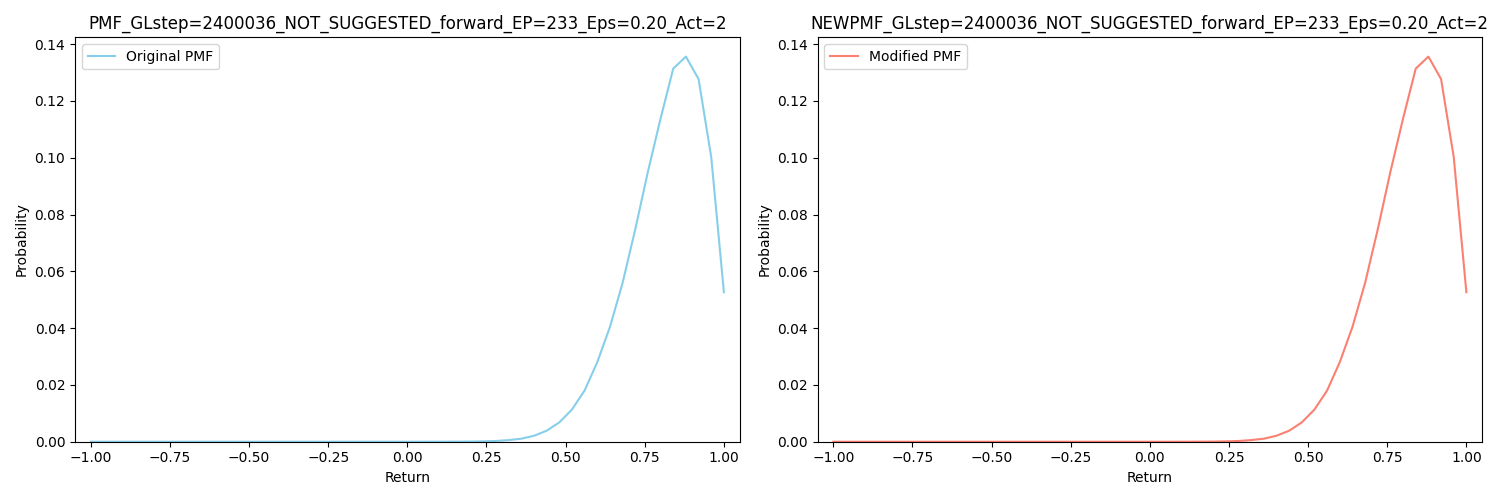 PMF_GLstep=2400036_NOT_SUGGESTED_forward_EP=233_Eps=0.20_Act=2
Original PMF
0.14
0.12
0.10
0.08
0.06
0.04
0.02
0.00
Probability
−1.00 −0.75 −0.50 −0.25 0.00 0.25 0.50 0.75 1.00
Return
NEWPMF_GLstep=2400036_NOT_SUGGESTED_forward_EP=233_Eps=0.20_Act=2
Modified PMF
0.14
0.12
0.10
0.08
0.06
0.04
0.02
0.00
Probability
−1.00 −0.75 −0.50 −0.25 0.00 0.25 0.50 0.75 1.00
Return